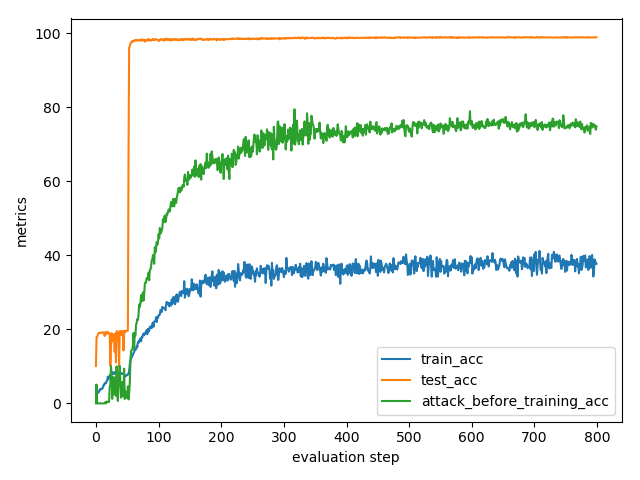 100
80
60
40
20
0
metrics
0 100 200 300 400 500 600 700 800
evaluation step
train_acc
test_acc
attack_before_training_acc